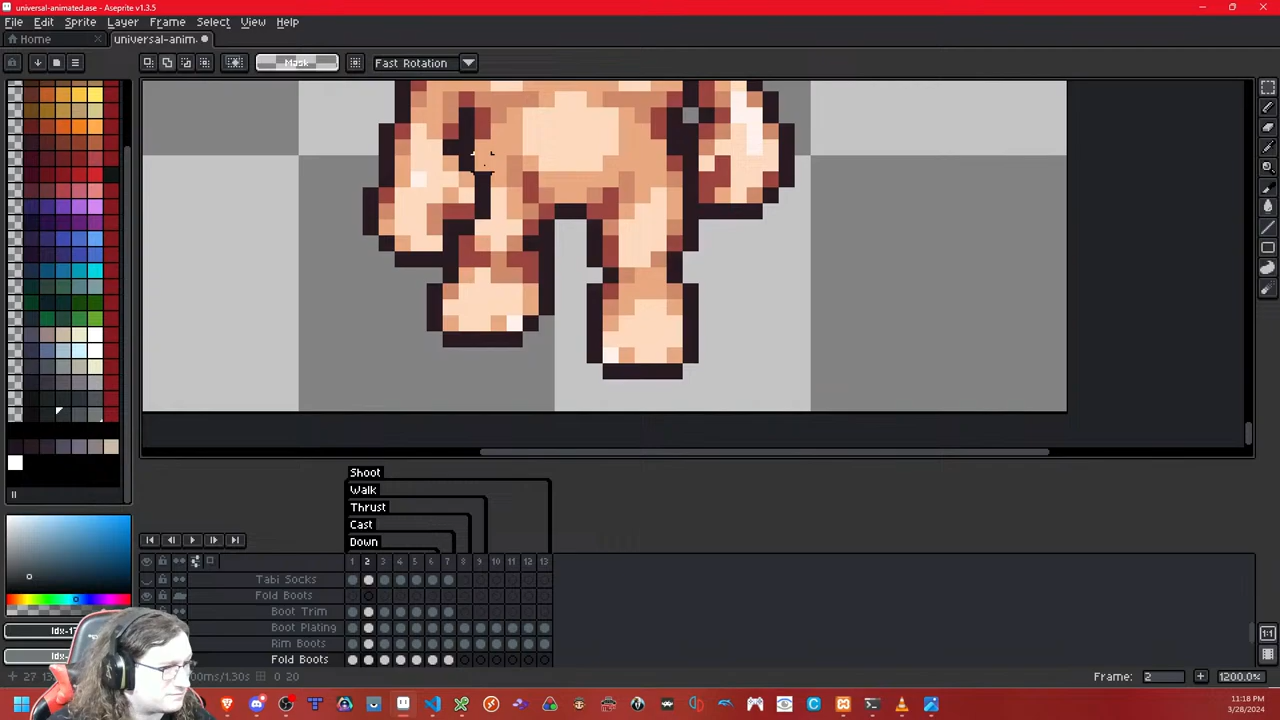 universal-animated.ase - Aseprite v1.3.5
File Edit Sprite Layer Frame Select View Help
Home universal-anim.
Mask Fast Rotation
Shoot
Walk
Thrust
Cast
Down
1 2 3 4 5 6 7 8 9 10 11 12 13
Tabi Socks
Fold Boots
Boot Trim
Boot Plating
Rim Boots
Fold Boots
Frame: 2 1200.0%
1:1
11:18 PM
3/28/2024